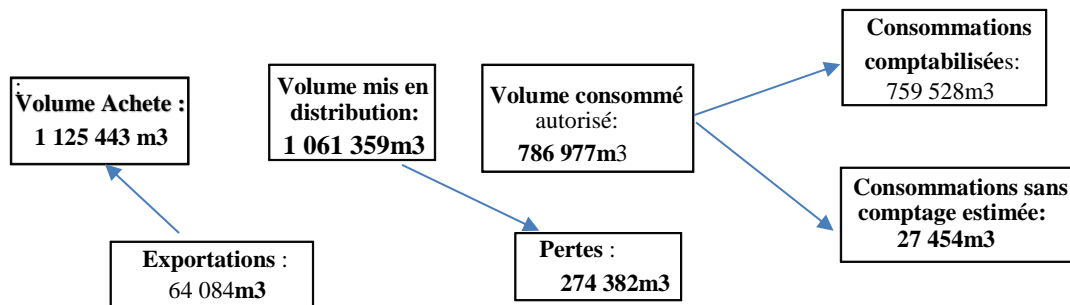 :
Volume Achete :
1 125 443 m3
Exportations :
64 084m3
Volume mis en
distribution:
1 061 359m3
Pertes :
274 382m3
Volume consommé
autorisé:
786 977m3
Consommations
comptabilisées:
759 528m3
Consommations sans
comptage estimée:
27 454m3